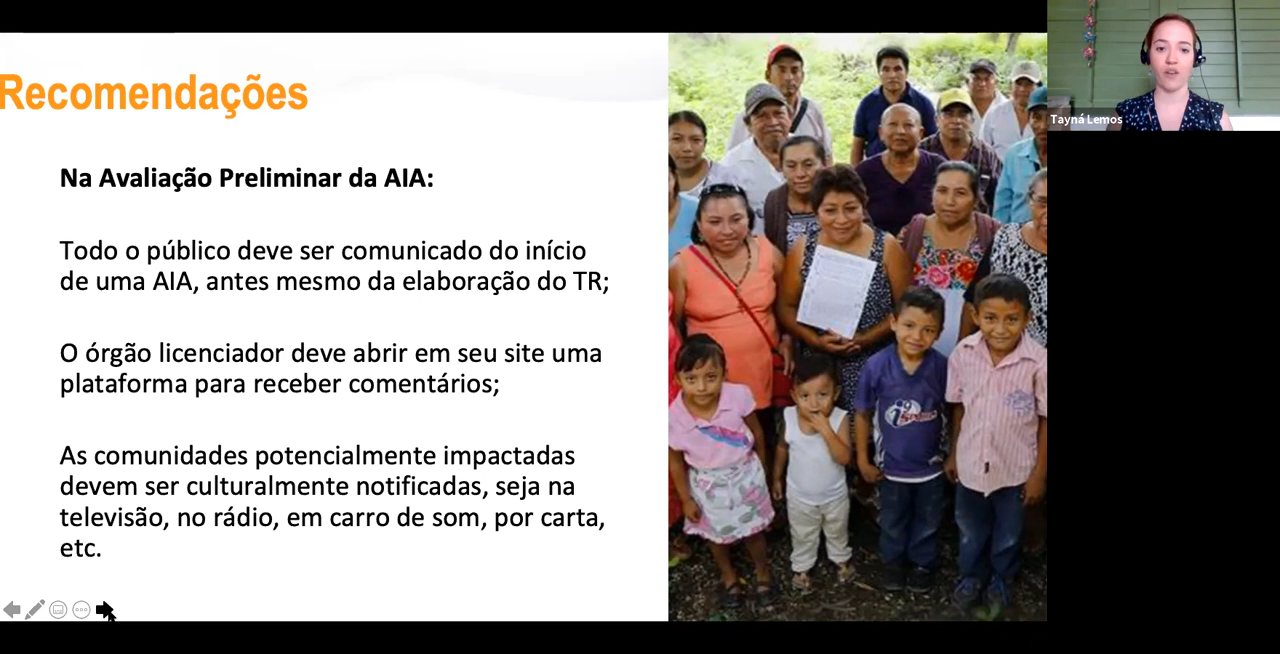 Recomendações
Na Avaliação Preliminar da AIA:
Todo o público deve ser comunicado do início
de uma AIA, antes mesmo da elaboração do TR;
O órgão licenciador deve abrir em seu site uma
plataforma para receber comentários;
As comunidades potencialmente impactadas
devem ser culturalmente notificadas, seja na
televisão, no rádio, em carro de som, por carta,
etc.
Tayná Lemos